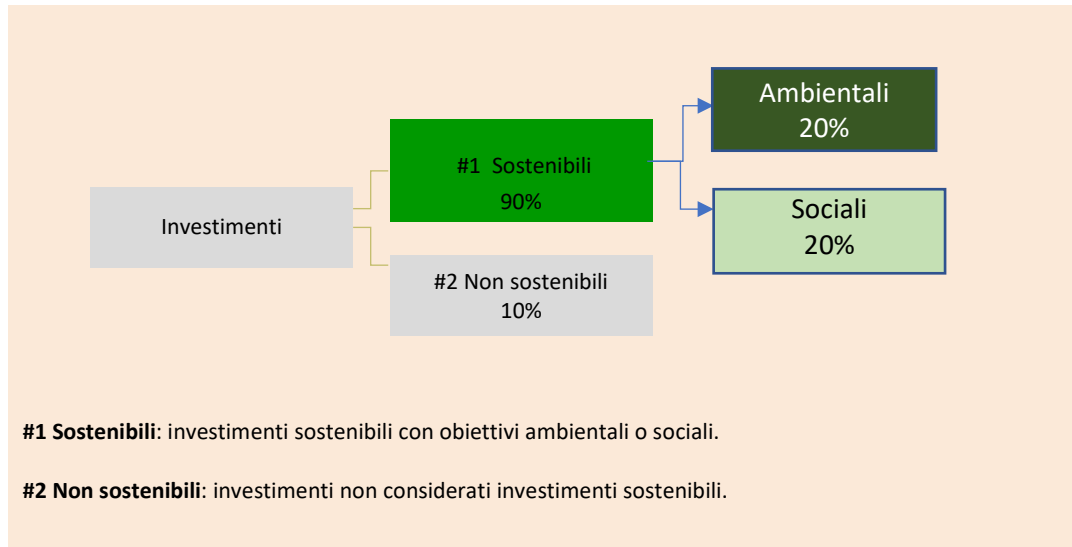 Ambientali
20%
#1 Sostenibili
90%
Sociali
20%
Investimenti
#2 Non sostenibili
10%
#1 Sostenibili: investimenti sostenibili con obiettivi ambientali o sociali.
#2 Non sostenibili: investimenti non considerati investimenti sostenibili.